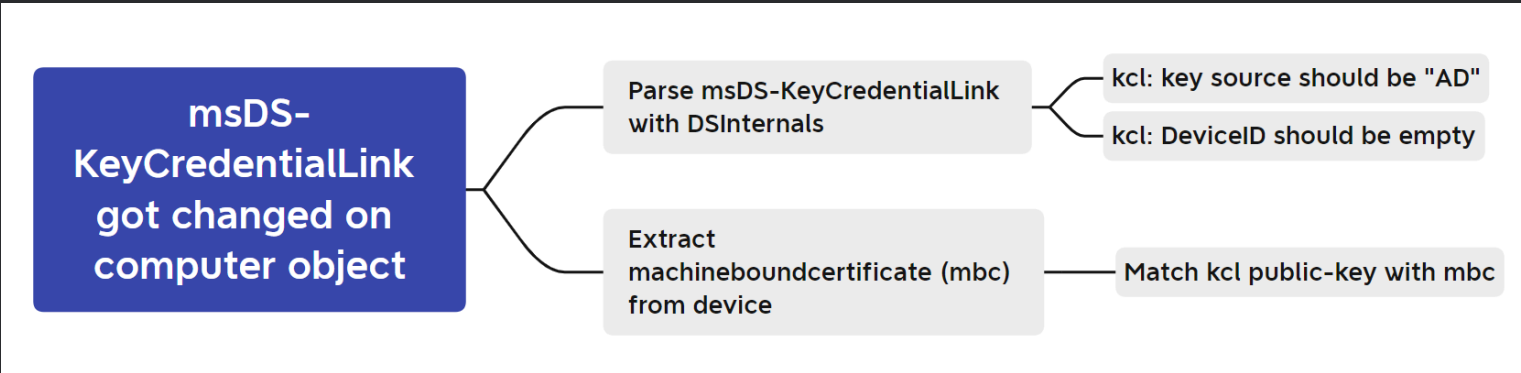 msDS-
KeyCredentialLink
got changed on
computer object
Parse msDS-KeyCredentialLink
with DSInternals
kcl: key source should be "AD"
kcl: DeviceID should be empty
Extract
machineboundcertificate (mbc)
from device
Match kcl public-key with mbc